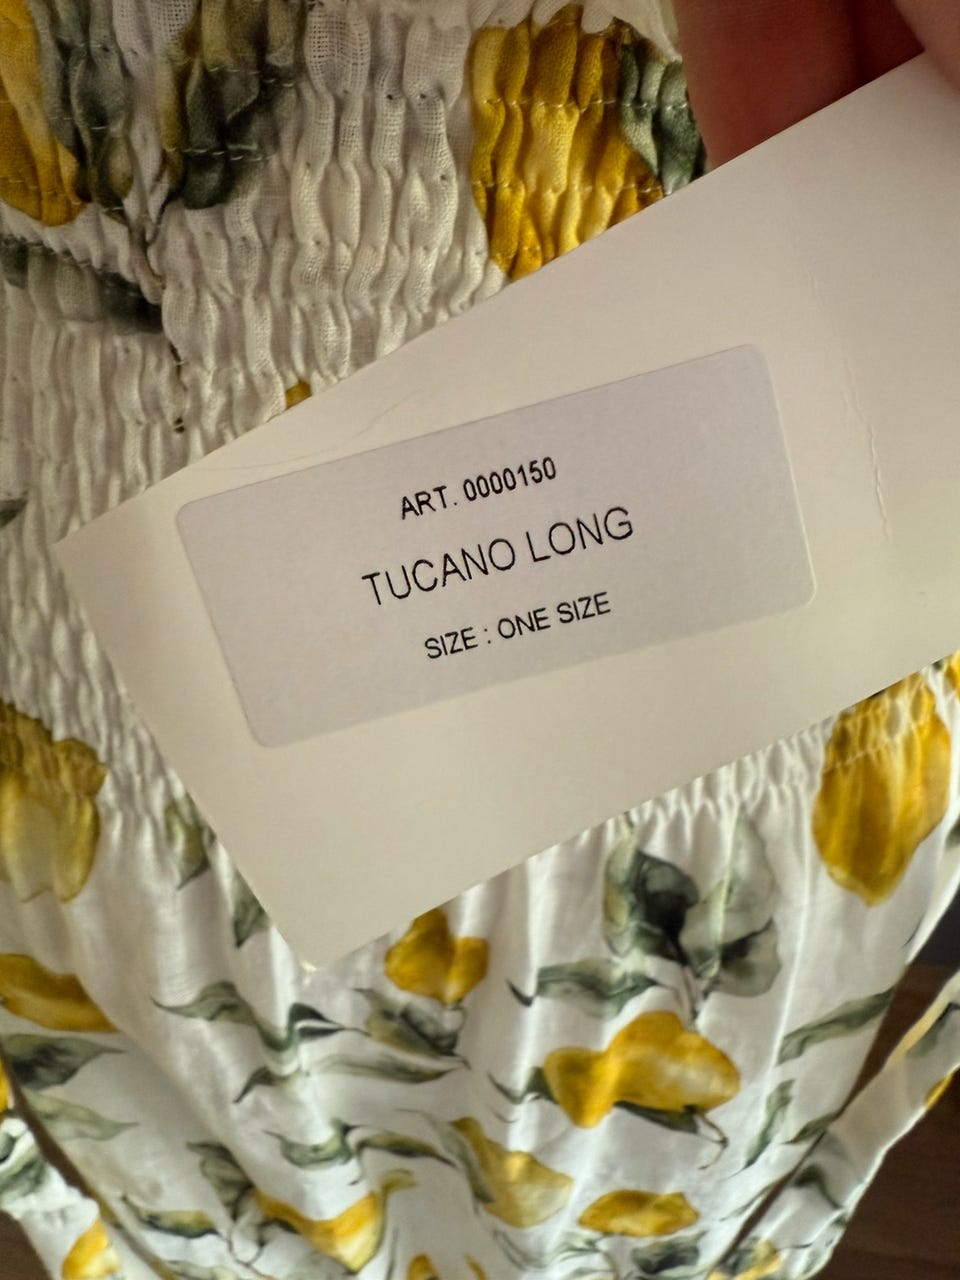 ART. 0000150
TUCANO LONG
SIZE : ONE SIZE